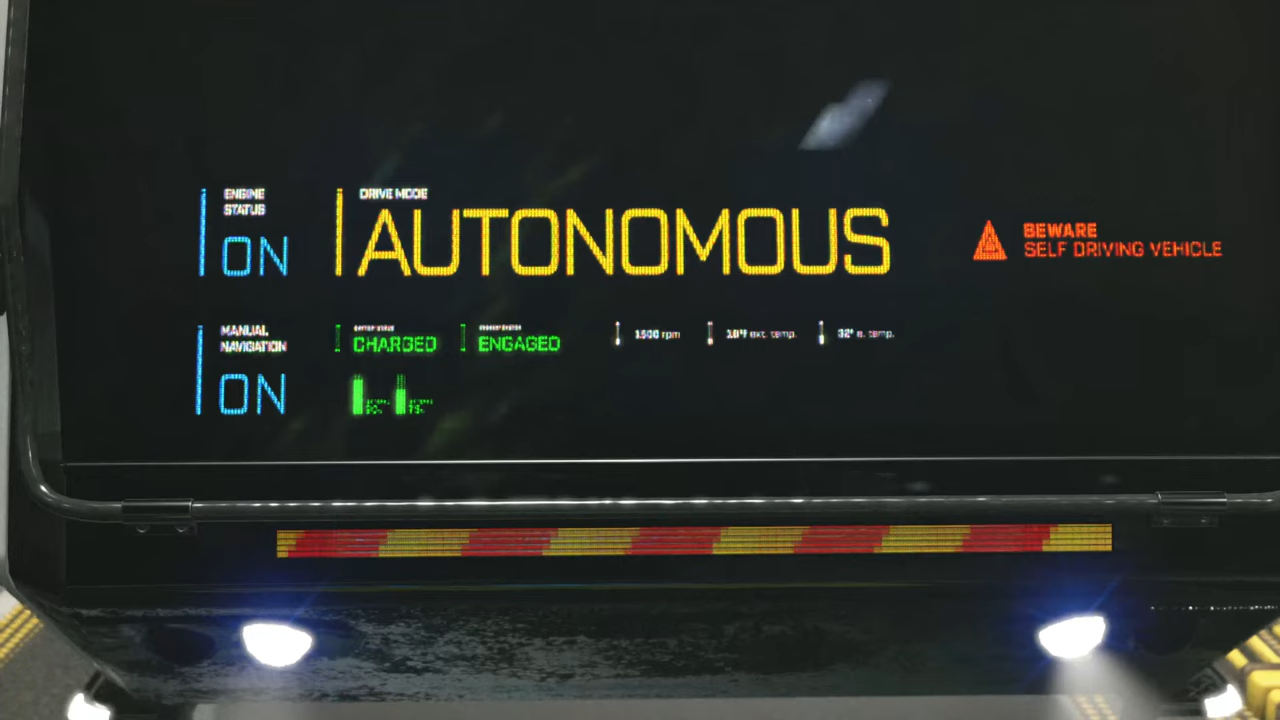 ENGINE
STATUS
ON
DRIVE MODE
AUTONOMOUS
BEWARE
SELF DRIVING VEHICLE
MANUAL
NAVIGATION
ON
CHARGED
ENGAGED
1500 rpm
ext. temp.
32° e. temp.